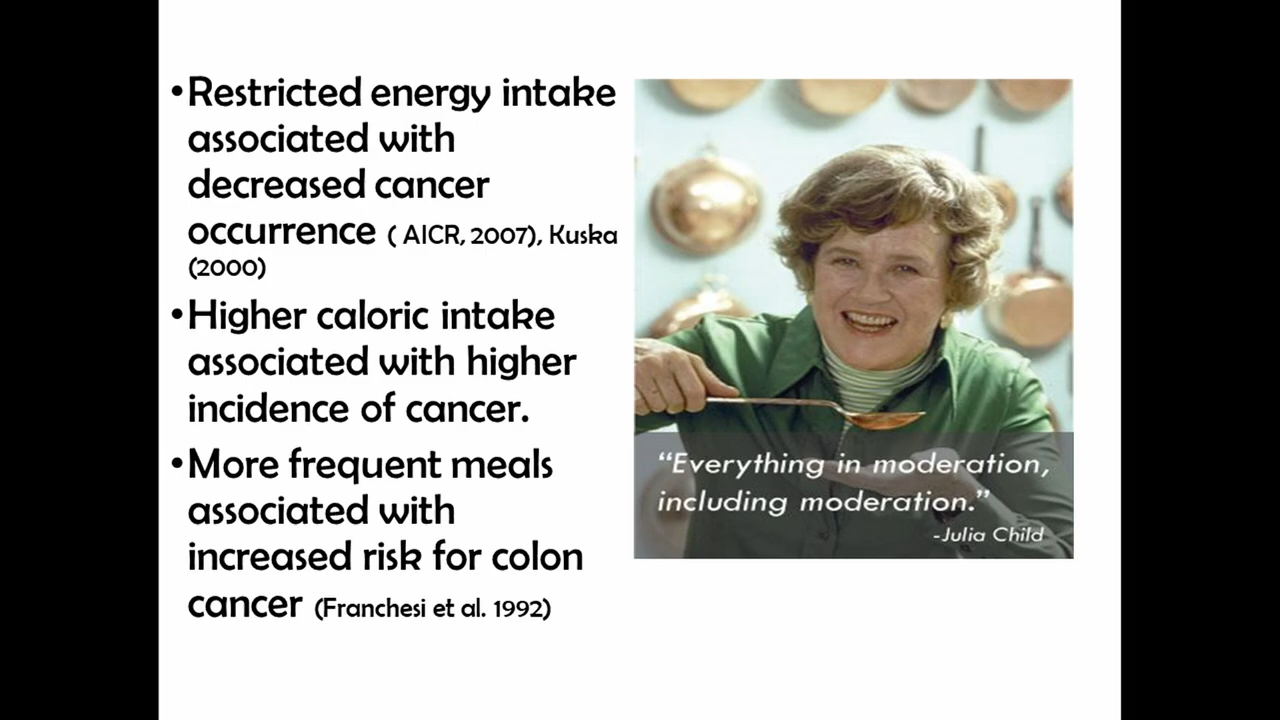 •Restricted energy intake
associated with
decreased cancer
occurrence ( AICR, 2007), Kuska
(2000)
•Higher caloric intake
associated with higher
incidence of cancer.
•More frequent meals
associated with
increased risk for colon
cancer (Franchesi et al. 1992)
“Everything in moderation,
including moderation.”
-Julia Child